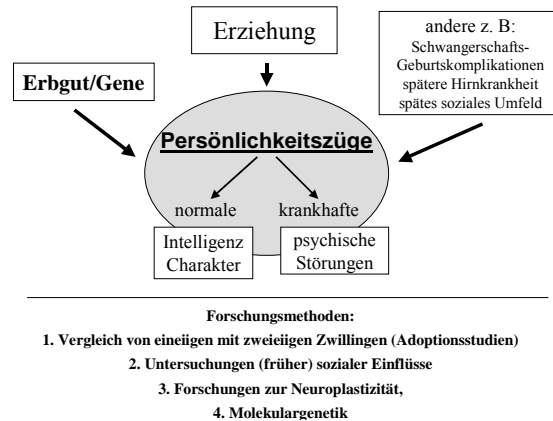 Erziehung
andere z. B:
Schwangerschafts-
Geburtskomplikationen
spätere Hirnkrankheit
spätes soziales Umfeld
Erbgut/Gene
Persönlichkeitszüge
normale
krankhafte
Intelligenz
Charakter
psychische
Störungen
Forschungsmethoden:
1. Vergleich von eineiigen mit zweieiigen Zwillingen (Adoptionsstudien)
2. Untersuchungen (früher) sozialer Einflüsse
3. Forschungen zur Neuroplastizität,
4. Molekulargenetik